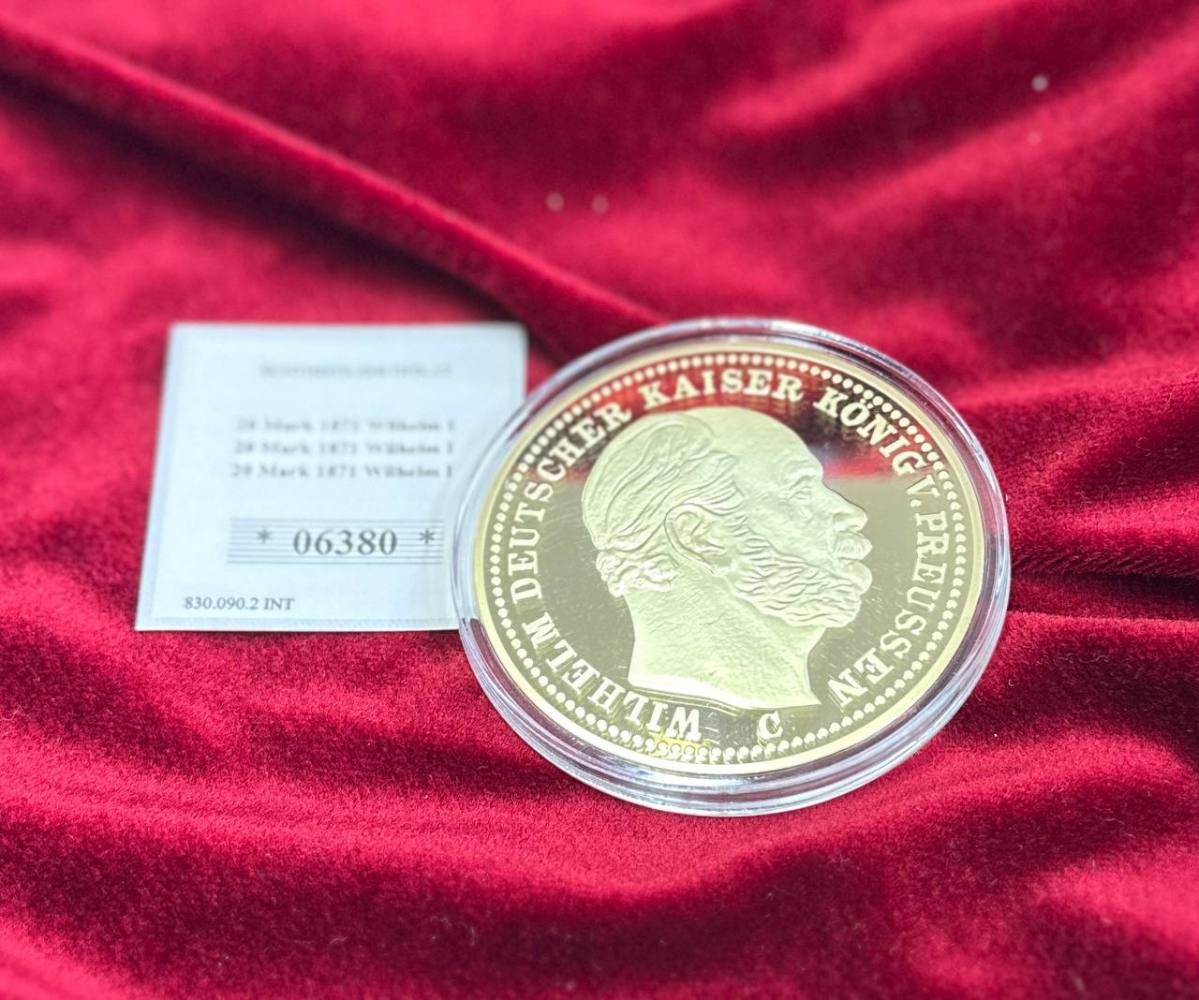 20 Mark 1871 Wilhelm I
20 Mark 1871 Wilhelm I
20 Mark 1871 Wilhelm I
* 06380 *
830.090.2 INT
WILHELM DEUTSCHER KAISER KÖNIG V. PREUSSEN
C